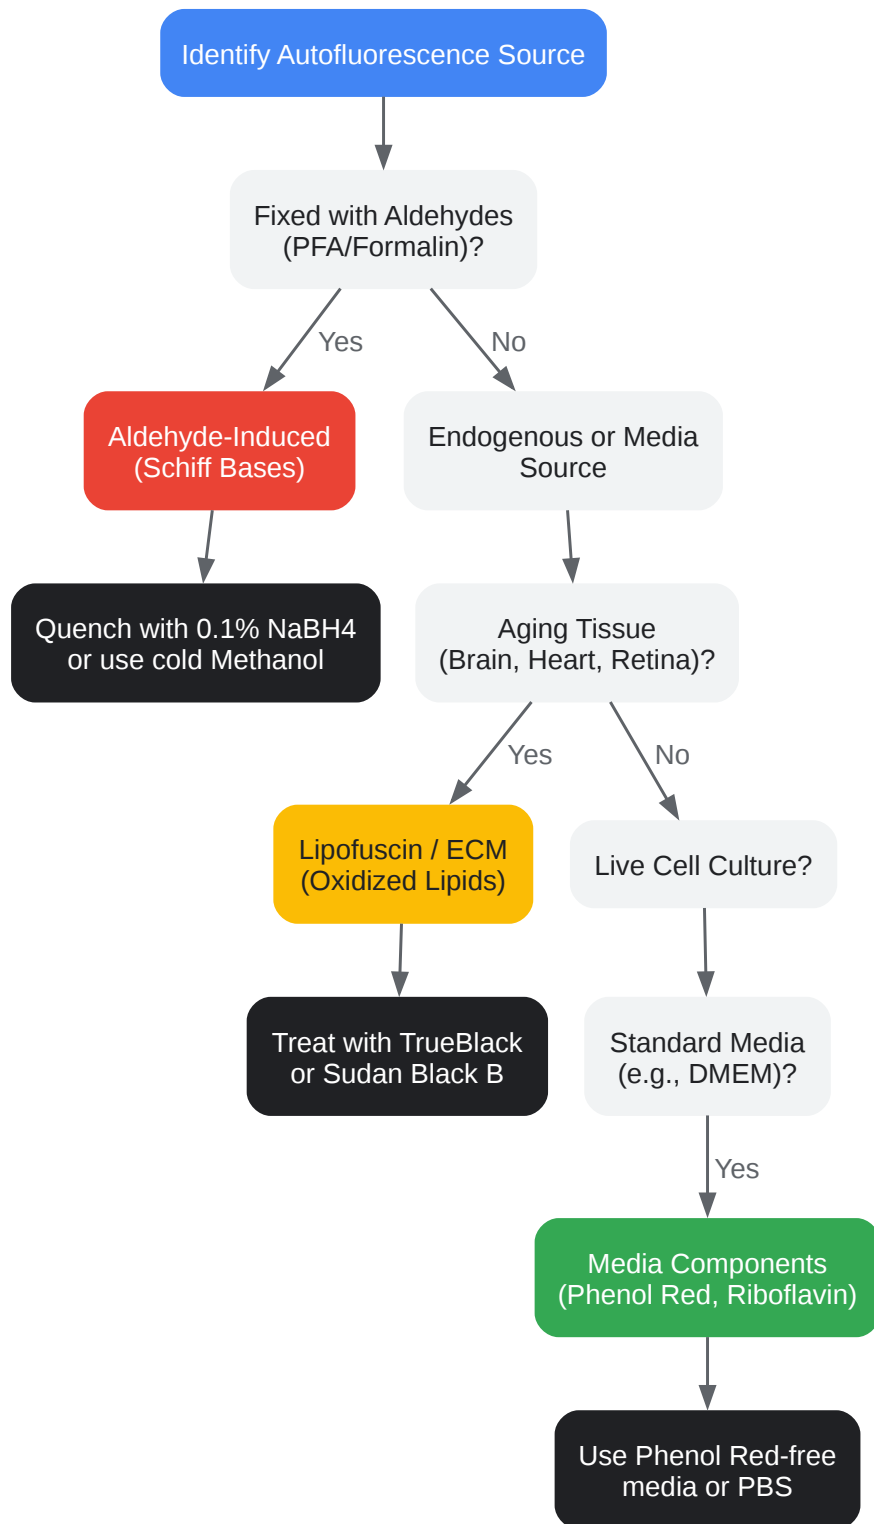 Identify Autofluorescence Source
Fixed with Aldehydes
(PFA/Formalin)?
Yes
No
Aldehyde-Induced
(Schiff Bases)
Endogenous or Media
Source
Quench with 0.1% NaBH4
or use cold Methanol
Aging Tissue
(Brain, Heart, Retina)?
Yes
No
Lipofuscin / ECM
(Oxidized Lipids)
Live Cell Culture?
Treat with TrueBlack
or Sudan Black B
Standard Media
(e.g., DMEM)?
Yes
Media Components
(Phenol Red, Riboflavin)
Use Phenol Red-free
media or PBS